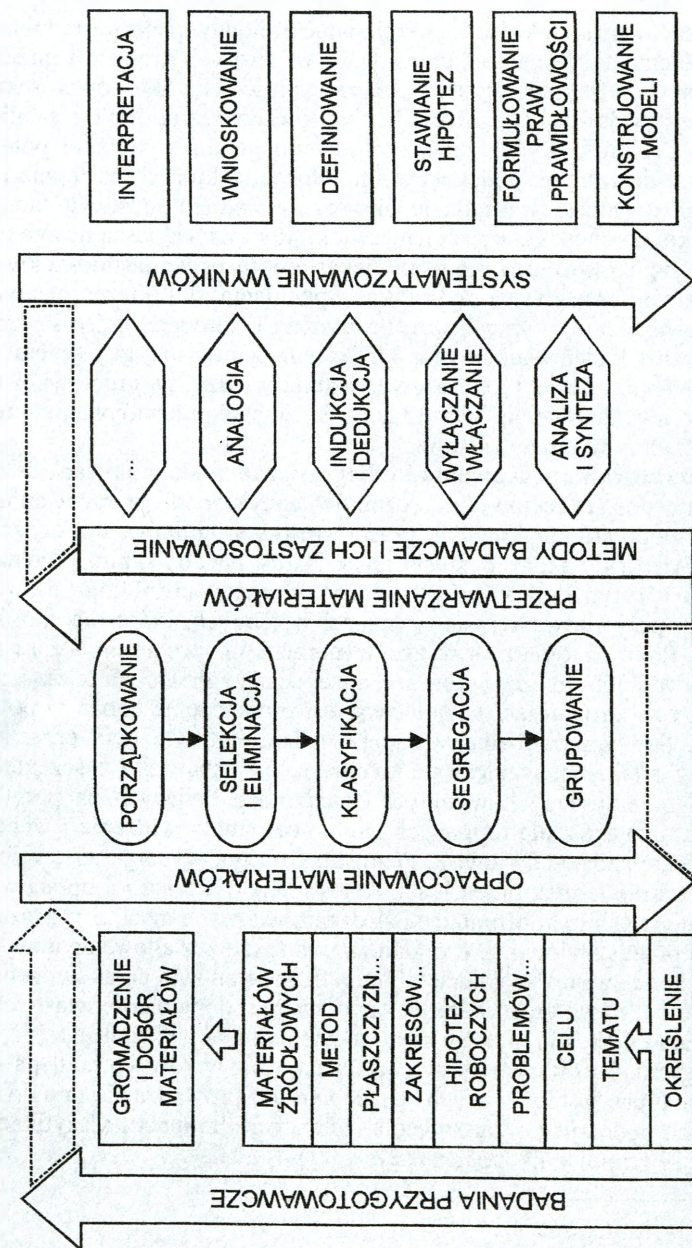 BADANIA PRZYGOTOWAWCZE
GROMADZENIE
I DOBÓR
MATERIAŁÓW
MATERIAŁÓW
ŹRÓDŁOWYCH
METOD
PŁASZCZYZN
ZAKRESÓW
HIPOTEZ
ROBOCZYCH
PROBLEMÓW...
CELU
TEMATU
OKREŚLENIE
OPRACOWANIE MATERIAŁÓW
PORZĄDKOWANIE
SELEKCJA
I ELIMINACJA
KLASYFIKACJA
SEGREGACJA
GRUPOWANIE
PRZETWARZANIE MATERIAŁÓW
METODY BADAWCZE I ICH ZASTOSOWANIE
...
ANALOGIA
INDUKCJA
I DEDUKCJA
WYŁĄCZANIE
I WŁĄCZANIE
ANALIZA
I SYNTEZA
SYSTEMATYZOWANIE WYNIKÓW
INTERPRETACJA
WNIOSKOWANIE
DEFINIOWANIE
STAWIANIE
HIPOTEZ
FORMUŁOWANIE
PRAW
I PRAWIDŁOWOŚCI
KONSTRUOWANIE
MODELI